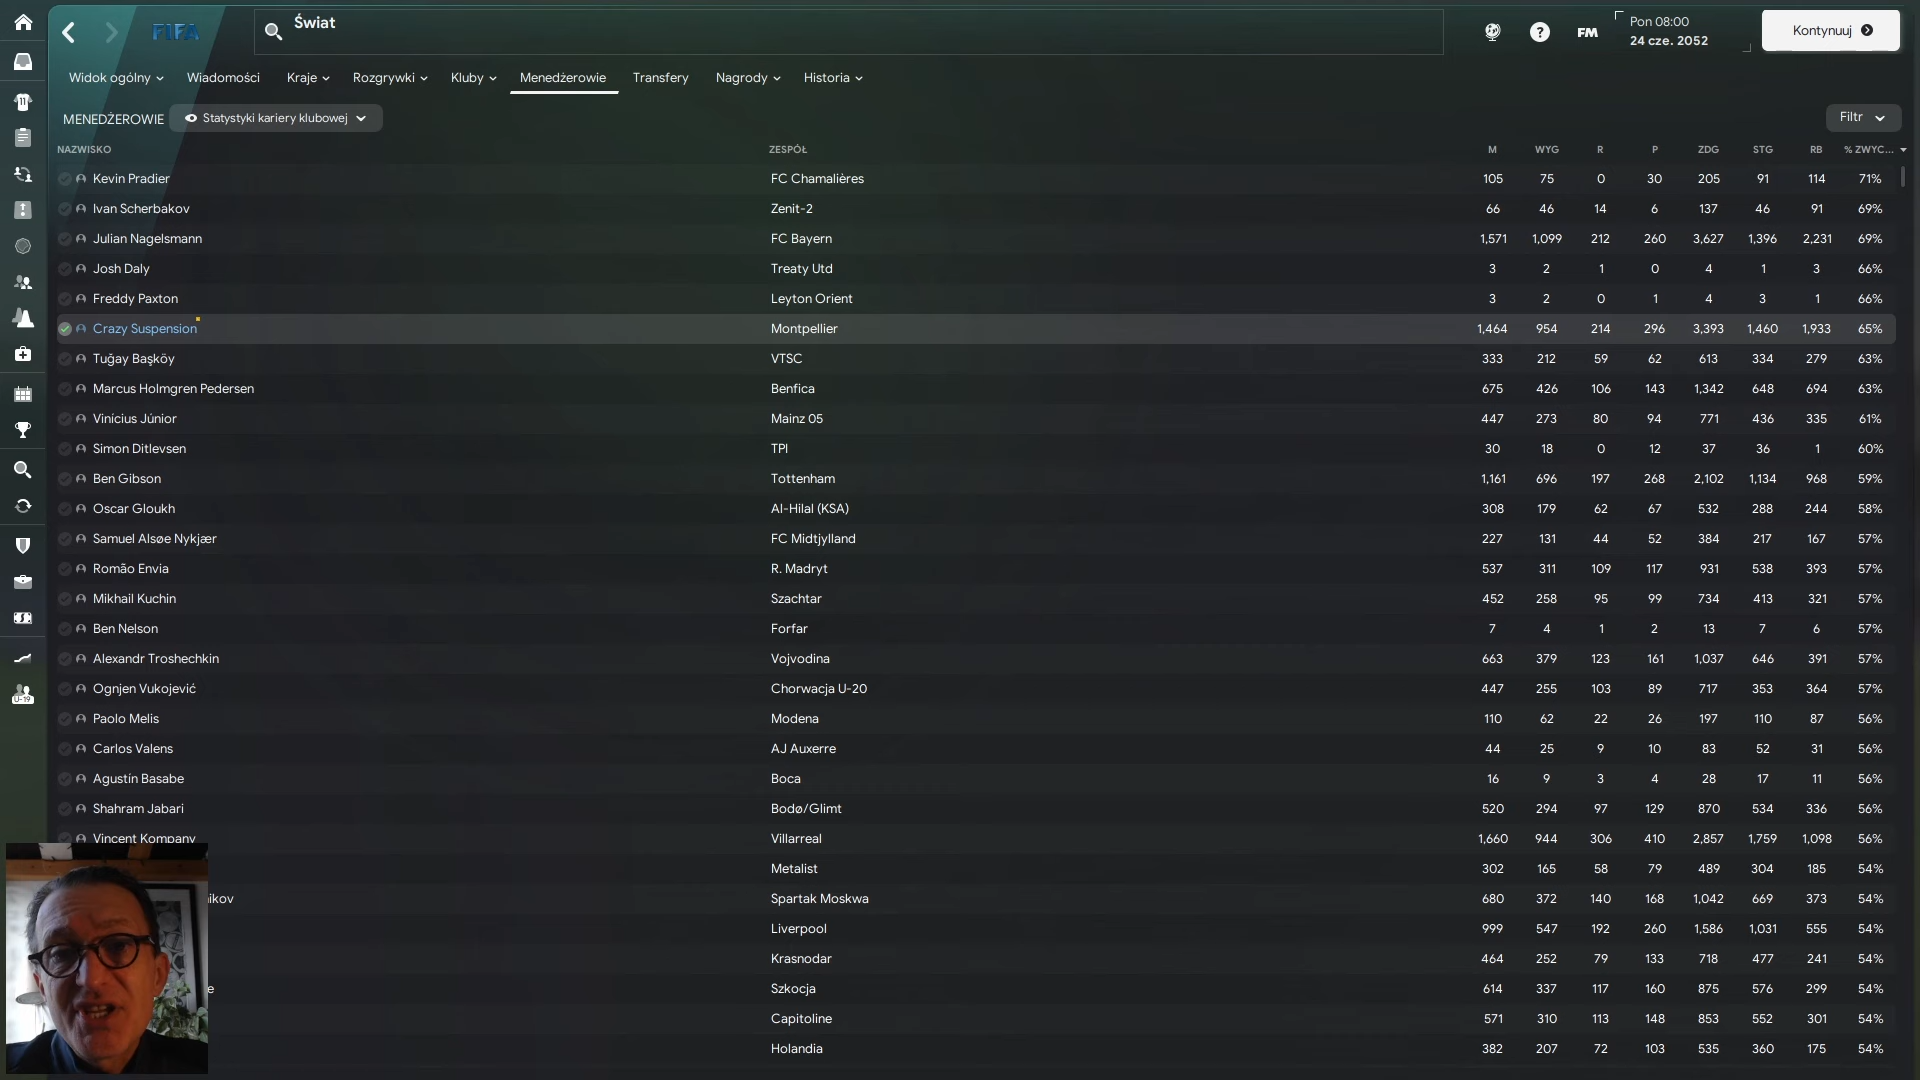 FIFA
Świat
FM
Pon 08:00
24 cze. 2052
Kontynuuj
Widok ogólny Wiadomości Kraje Rozgrywki Kluby Menedżerowie Transfery Nagrody Historia
MENEDŻEROWIE Statystyki kariery klubowej Filtr
NAZWISKO ZESPÓŁ M WYG R P ZDG STG RB % ZWYC...
Kevin Pradier FC Chamalières 105 75 0 30 205 91 114 71%
Ivan Scherbakov Zenit-2 66 46 14 6 137 46 91 69%
Julian Nagelsmann FC Bayern 1,571 1,099 212 260 3,627 1,396 2,231 69%
Josh Daly Treaty Utd 3 2 1 0 4 1 3 66%
Freddy Paxton Leyton Orient 3 2 0 1 4 3 1 66%
Crazy Suspension Montpellier 1,464 954 214 296 3,393 1,460 1,933 65%
Tuğay Başköy VTSC 333 212 59 62 613 334 279 63%
Marcus Holmgren Pedersen Benfica 675 426 106 143 1,342 648 694 63%
Vinícius Júnior Mainz 05 447 273 80 94 771 436 335 61%
Simon Ditlevsen TPI 30 18 0 12 37 36 1 60%
Ben Gibson Tottenham 1,161 696 197 268 2,102 1,134 968 59%
Oscar Gloukh Al-Hilal (KSA) 308 179 62 67 532 288 244 58%
Samuel Alsøe Nykjær FC Midtjylland 227 131 44 52 384 217 167 57%
Romão Envia R. Madryt 537 311 109 117 931 538 393 57%
Mikhail Kuchin Szachtar 452 258 95 99 734 413 321 57%
Ben Nelson Forfar 7 4 1 2 13 7 6 57%
Alexandr Troshechkin Vojvodina 663 379 123 161 1,037 646 391 57%
Ognjen Vukojević Chorwacja U-20 447 255 103 89 717 353 364 57%
Paolo Melis Modena 110 62 22 26 197 110 87 56%
Carlos Valens AJ Auxerre 44 25 9 10 83 52 31 56%
Agustín Basabe Boca 16 9 3 4 28 17 11 56%
Shahram Jabari Bodø/Glimt 520 294 97 129 870 534 336 56%
Vincent Kompany Villarreal 1,660 944 306 410 2,857 1,759 1,098 56%
Metalist 302 165 58 79 489 304 185 54%
ikov Spartak Moskwa 680 372 140 168 1,042 669 373 54%
Liverpool 999 547 192 260 1,586 1,031 555 54%
Krasnodar 464 252 79 133 718 477 241 54%
e Szkocja 614 337 117 160 875 576 299 54%
Capitoline 571 310 113 148 853 552 301 54%
Holandia 382 207 72 103 535 360 175 54%
11
U-19